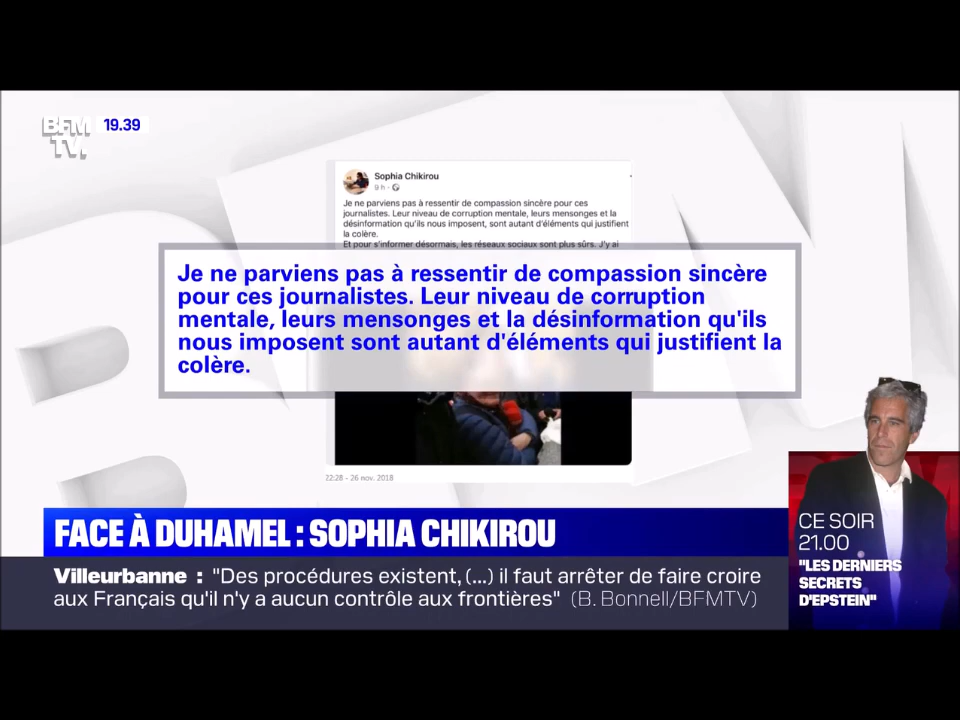 BFM
TV.
19.39
Sophia Chikirou
9 h
Je ne parviens pas à ressentir de compassion sincère pour ces
journalistes. Leur niveau de corruption mentale, leurs mensonges et la
désinformation qu'ils nous imposent, sont autant d'éléments qui justifient
la colère.
Et pour s'informer désormais, les réseaux sociaux sont plus sûrs. J'y ai
Je ne parviens pas à ressentir de compassion sincère
pour ces journalistes. Leur niveau de corruption
mentale, leurs mensonges et la désinformation qu'ils
nous imposent sont autant d'éléments qui justifient la
colère.
22:28 - 26 nov. 2018
FACE À DUHAMEL : SOPHIA CHIKIROU
Villeurbanne : "Des procédures existent, (...) il faut arrêter de faire croire
aux Français qu'il n'y a aucun contrôle aux frontières" (B. Bonnell/BFMTV)
CE SOIR
21.00
"LES DERNIERS
SECRETS
D'EPSTEIN"